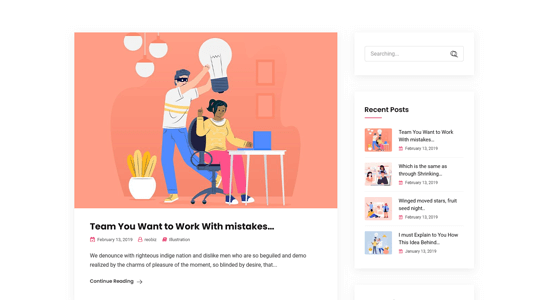 Searching...
Recent Posts
Team You Want to Work
With mistakes...
February 13, 2019
Which is the same as
through Shrinking...
February 13, 2019
Winged moved stars, fruit
seed night..
February 13, 2019
I must Explain to You How
This Idea Behind..
January 13, 2019
Team You Want to Work With mistakes...
February 13, 2019 illustration
We denounce with righteous indige nation and dislike men who are so beguiled and demo
realized by the charms of pleasure of the moment, so blinded by desire, that...
Continue Reading